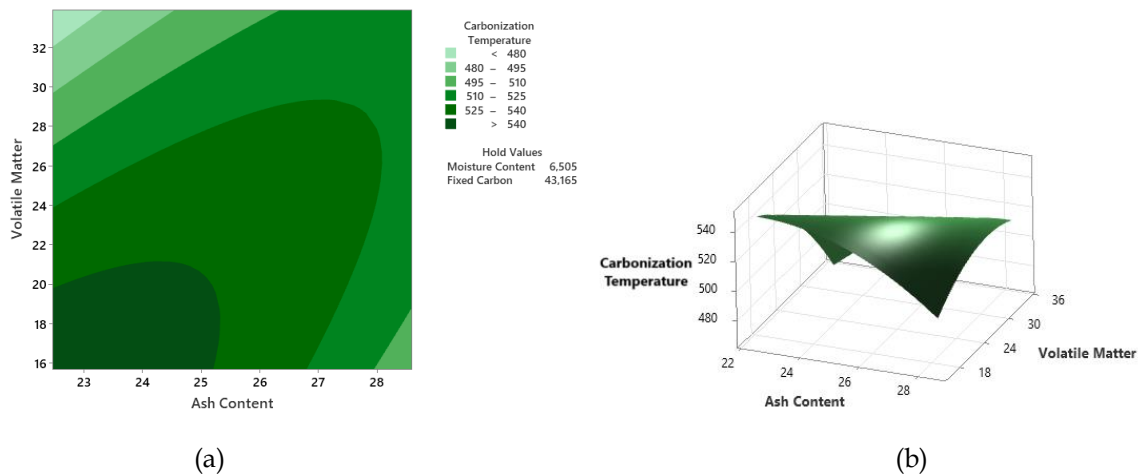 Volatile Matter
32
30
28
26
24
22
20
18
16
23 24 25 26 27 28
Ash Content
Carbonization
Temperature
< 480
480 – 495
495 – 510
510 – 525
525 – 540
> 540
Hold Values
Moisture Content 6,505
Fixed Carbon 43,165
(a)
Carbonization
Temperature
540
520
500
480
22
24
26
28
Ash Content
18
24
30
36
Volatile Matter
(b)